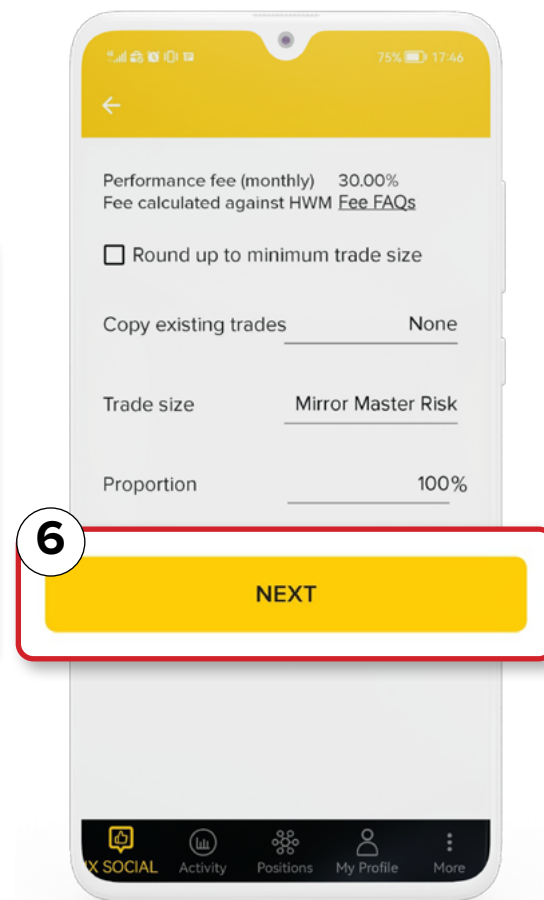 75% 17:46
Performance fee (monthly) 30.00%
Fee calculated against HWM Fee FAQs
Round up to minimum trade size
Copy existing trades None
Trade size Mirror Master Risk
Proportion 100%
6
NEXT
X SOCIAL Activity Positions My Profile More